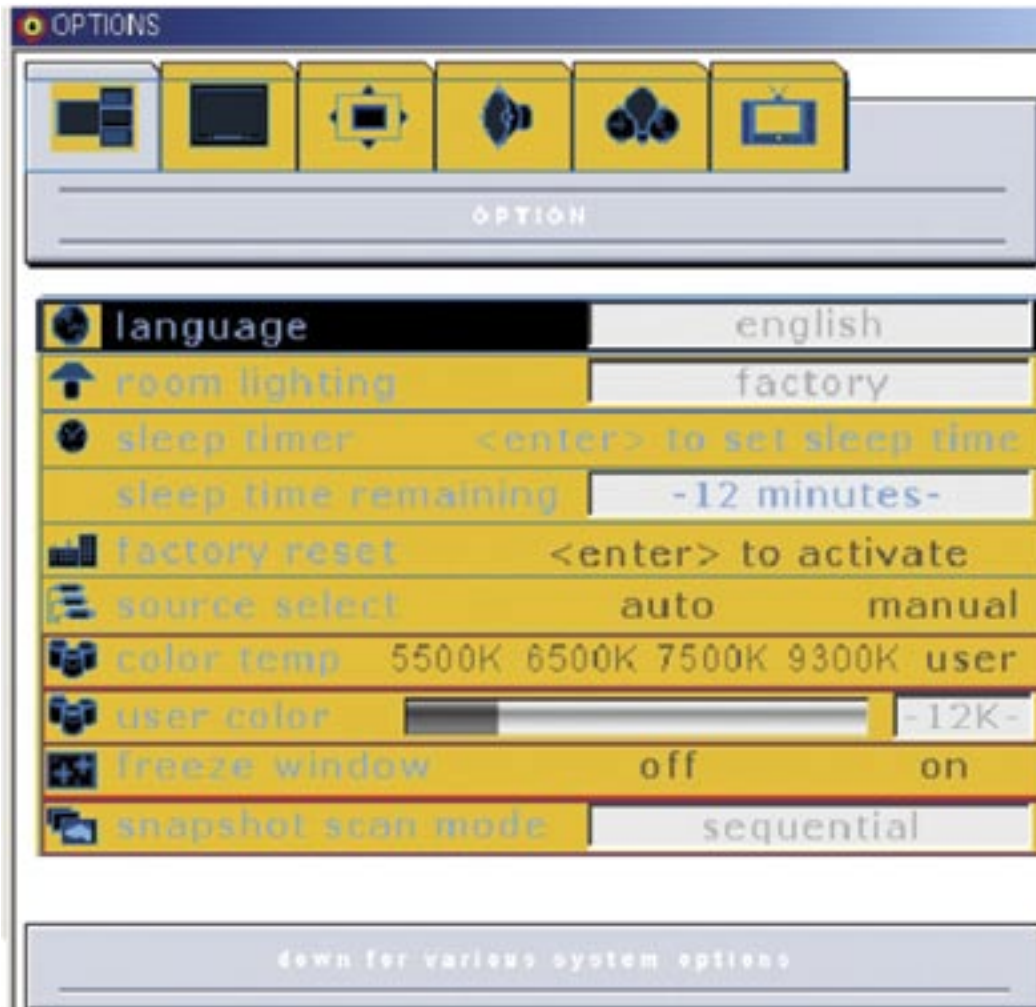 OPTIONS
OPTION
language english
room lighting factory
sleep timer <enter> to set sleep time
sleep time remaining -12 minutes-
factory reset <enter> to activate
source select auto manual
color temp 5500K 6500K 7500K 9300K user
user color -12K-
freeze window off on
snapshot scan mode sequential
down for various system options